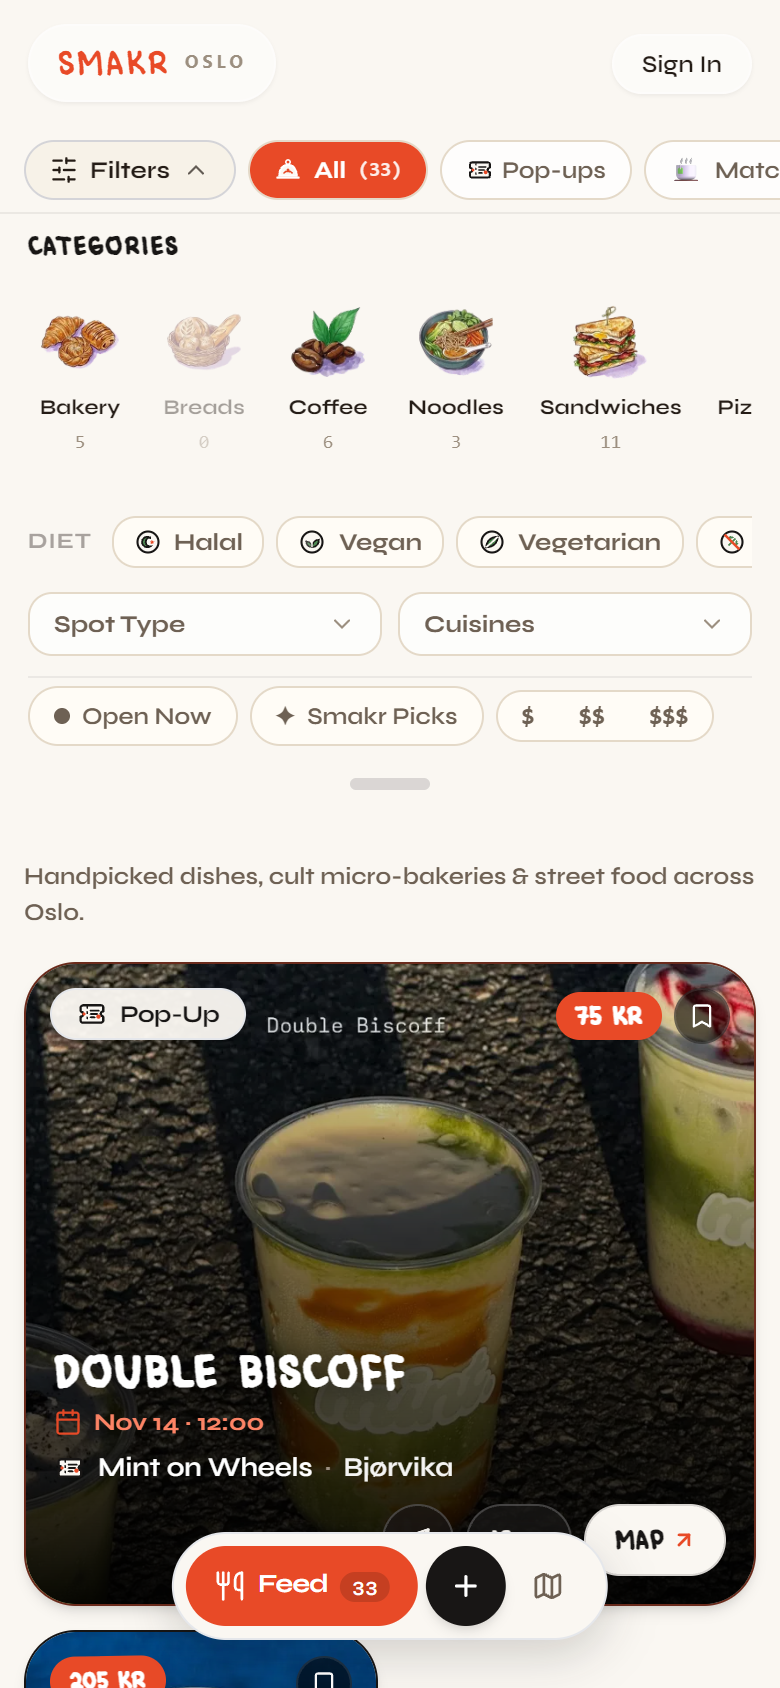 SMAKR OSLO
Sign In
Filters
All (33)
Pop-ups
Matc
CATEGORIES
Bakery
5
Breads
0
Coffee
6
Noodles
3
Sandwiches
11
Piz
DIET
Halal
Vegan
Vegetarian
Spot Type
Cuisines
Open Now
Smakr Picks
$ $$ $$$
Handpicked dishes, cult micro-bakeries & street food across
Oslo.
Pop-Up
Double Biscoff
75 KR
DOUBLE BISCOFF
Nov 14 · 12:00
Mint on Wheels · Bjørvika
MAP
Feed 33
205 KR